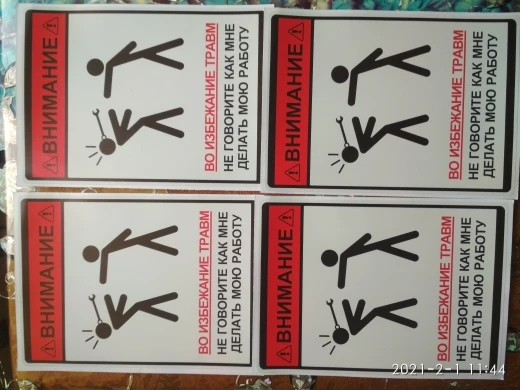 ВНИМАНИЕ
ВО ИЗБЕЖАНИЕ ТРАВМ
НЕ ГОВОРИТЕ КАК МНЕ
ДЕЛАТЬ МОЮ РАБОТУ
ВНИМАНИЕ
ВО ИЗБЕЖАНИЕ ТРАВМ
НЕ ГОВОРИТЕ КАК МНЕ
ДЕЛАТЬ МОЮ РАБОТУ
ВНИМАНИЕ
ВО ИЗБЕЖАНИЕ ТРАВМ
НЕ ГОВОРИТЕ КАК МНЕ
ДЕЛАТЬ МОЮ РАБОТУ
ВНИМАНИЕ
ВО ИЗБЕЖАНИЕ ТРАВМ
НЕ ГОВОРИТЕ КАК МНЕ
ДЕЛАТЬ МОЮ РАБОТУ
2021-2-1 11:44